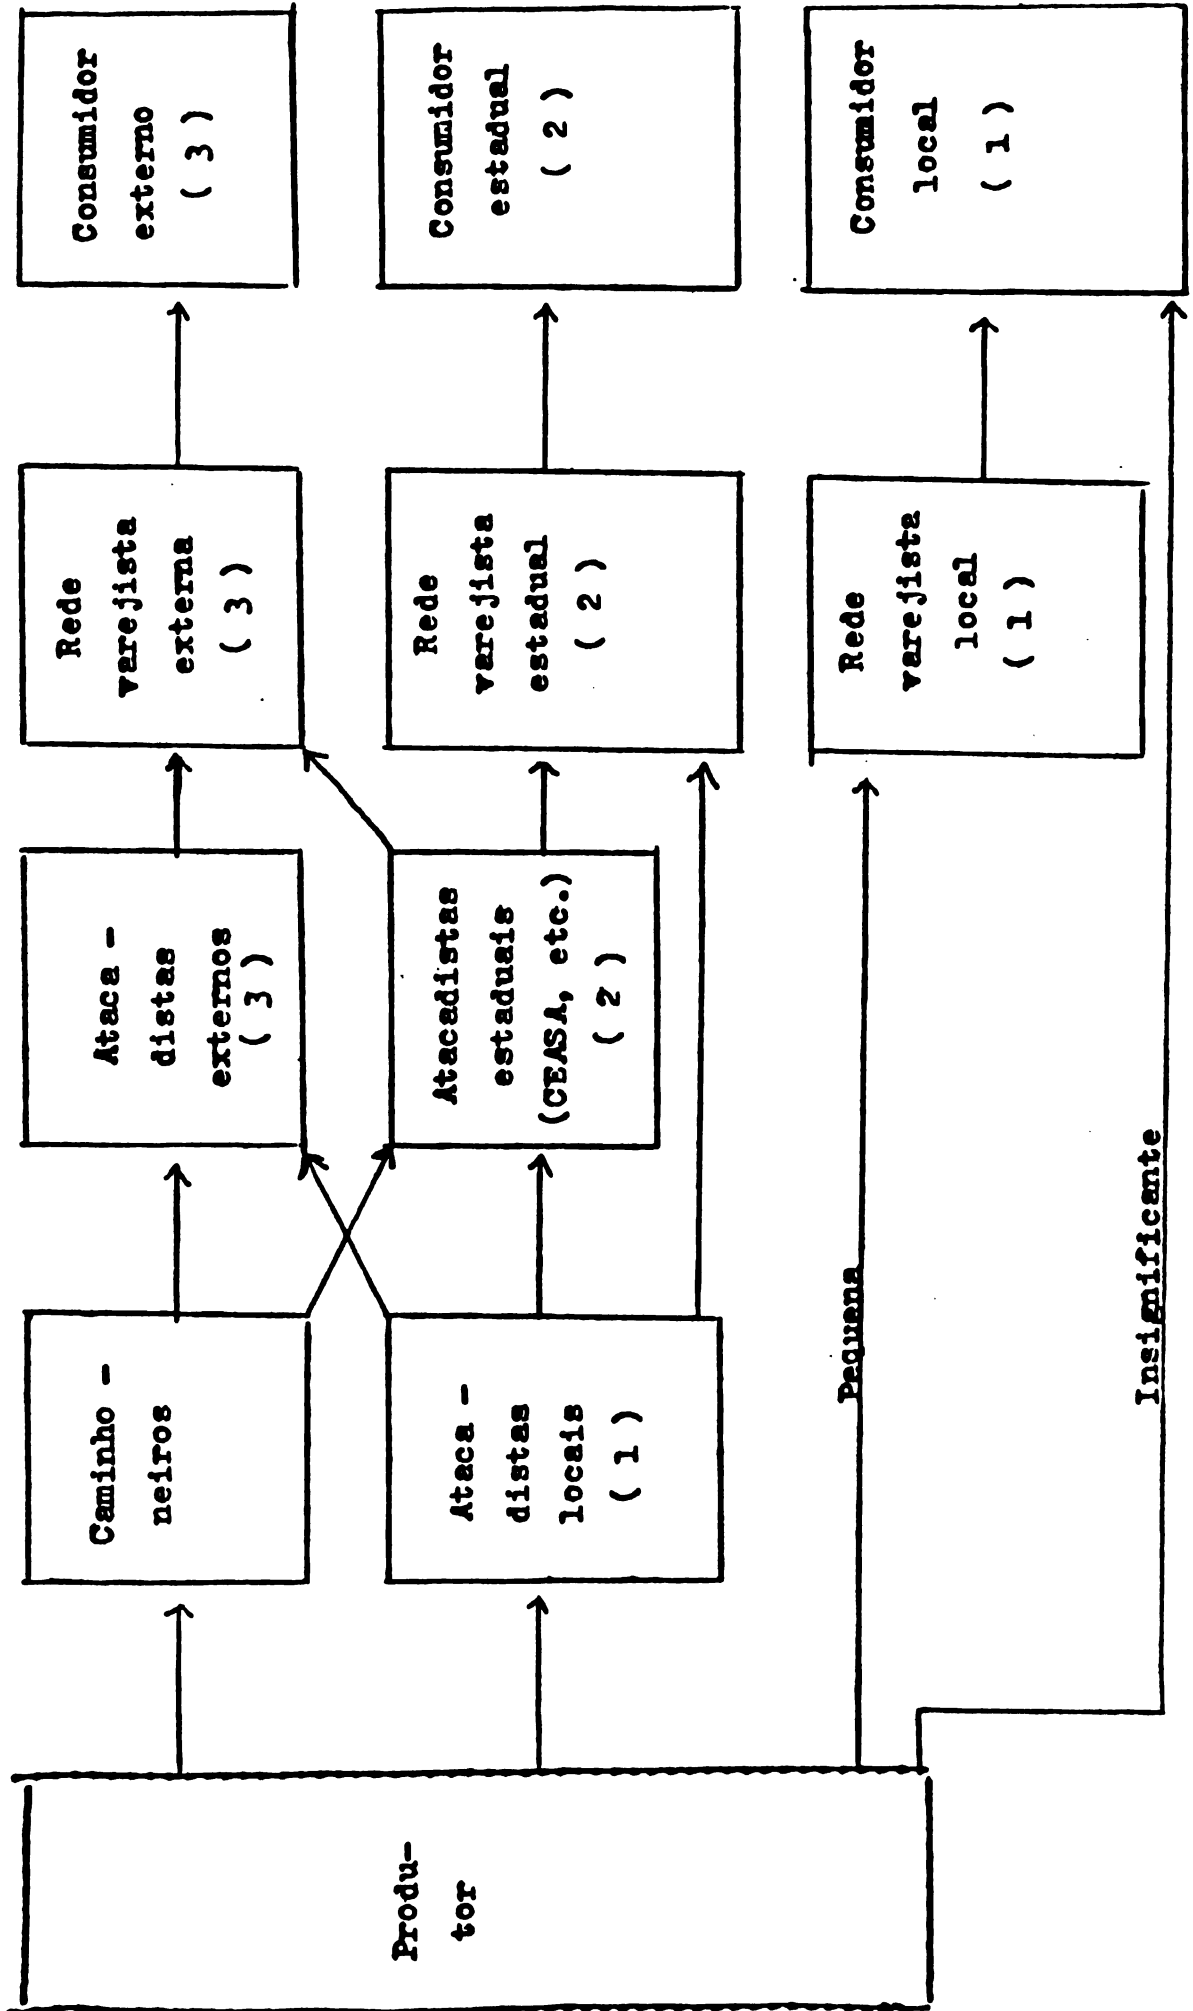 Produ-
tor
Caminho -
neiros
Ataca -
distas
locais
( 1 )
Pequena
Insignificante
Ataca -
distas
externos
( 3 )
Atacadistas
estaduais
(CEASA, etc.)
( 2 )
Rede
varejista
externa
( 3 )
Rede
varejista
estadual
( 2 )
Rede
varejista
local
( 1 )
Consumidor
externo
( 3 )
Consumidor
estadual
( 2 )
Consumidor
local
( 1 )